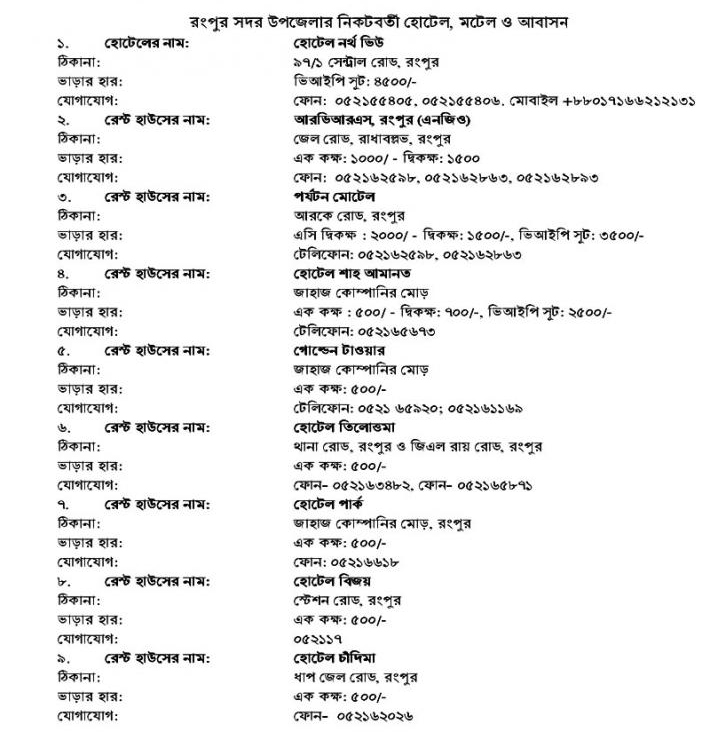 রংপুর সদর উপজেলার নিকটবর্তী হোটেল, মটেল ও আবাসন
১. হোটেলের নাম: হোটেল নর্থ ভিউ
ঠিকানা: ৯৭/১ সেন্ট্রাল রোড, রংপুর
ভাড়ার হার: ভিআইপি সূট: ৪৫০০/-
যোগাযোগ: ফোন: ০৫২১৫৫৪০৫, ০৫২১৫৫৪০৬. মোবাইল +৮৮০১৭১৬৬২১২১৩১
২. রেস্ট হাউসের নাম: আরডিআরএস, রংপুর (এনজিও)
ঠিকানা: জেল রোড, রাধাবল্লভ, রংপুর
ভাড়ার হার: এক কক্ষ: ১০০০/ - দ্বিকক্ষ: ১৫০০
যোগাযোগ: ফোন: ০৫২১৬২৫৯৮, ০৫২১৬২৮৬৩, ০৫২১৬২৮৯৩
৩. রেস্ট হাউসের নাম: পর্যটন মোটেল
ঠিকানা: আরকে রোড, রংপুর
ভাড়ার হার: এসি দ্বিকক্ষ : ২০০০/ - দ্বিকক্ষ: ১৫০০/-, ভিআইপি সূট: ৩৫০০/-
যোগাযোগ: টেলিফোন: ০৫২১৬২৫৯৮, ০৫২১৬২৮৬৩
৪. রেস্ট হাউসের নাম: হোটেল শাহ আমানত
ঠিকানা: জাহাজ কোম্পানির মোড়
ভাড়ার হার: এক কক্ষ : ৫০০/ - দ্বিকক্ষ: ৭০০/-, ভিআইপি সূট: ২৫০০/-
যোগাযোগ: টেলিফোন: ০৫২১৬৫৬৭৩
৫. রেস্ট হাউসের নাম: গোল্ডেন টাওয়ার
ঠিকানা: জাহাজ কোম্পানির মোড়
ভাড়ার হার: এক কক্ষ: ৫০০/-
যোগাযোগ: টেলিফোন: ০৫২১ ৬৫৯২০; ০৫২১৬১১৬৯
৬. রেস্ট হাউসের নাম: হোটেল তিলোত্তমা
ঠিকানা: থানা রোড, রংপুর ও জিএল রায় রোড, রংপুর
ভাড়ার হার: এক কক্ষ: ৫০০/-
যোগাযোগ: ফোন– ০৫২১৬৩৪৮২, ফোন– ০৫২১৬৫৮৭১
৭. রেস্ট হাউসের নাম: হোটেল পার্ক
ঠিকানা: জাহাজ কোম্পানির মোড়, রংপুর
ভাড়ার হার: এক কক্ষ: ৫০০/-
যোগাযোগ: ফোন: ০৫২১৬৬১৮
৮. রেস্ট হাউসের নাম: হোটেল বিজয়
ঠিকানা: স্টেশন রোড, রংপুর
ভাড়ার হার: এক কক্ষ: ৫০০/-
যোগাযোগ: ০৫২১১৭
৯. রেস্ট হাউসের নাম: হোটেল চাঁদিমা
ঠিকানা: ধাপ জেল রোড, রংপুর
ভাড়ার হার: এক কক্ষ: ৫০০/-
যোগাযোগ: ফোন– ০৫২১৬২০২৬